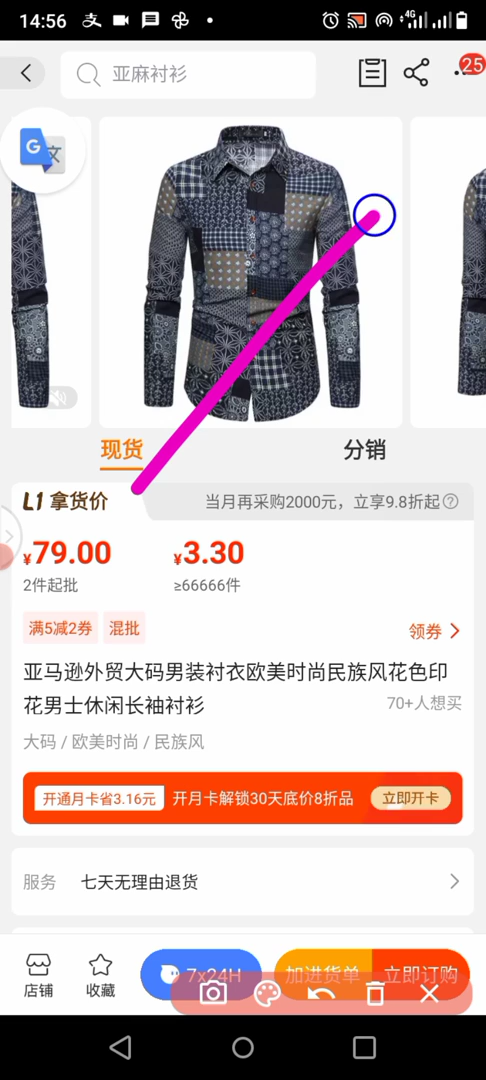 14:56
4G
25
亚麻衬衫
G 文
现货 分销
L1 拿货价 当月再采购2000元，立享9.8折起
¥79.00 ¥3.30
2件起批 ≥66666件
满5减2券 混批 领券
亚马逊外贸大码男装衬衣欧美时尚民族风花色印
花男士休闲长袖衬衫 70+人想买
大码 / 欧美时尚 / 民族风
开通月卡省3.16元 开月卡解锁30天底价8折品 立即开卡
服务 七天无理由退货
7x24H 加进货单 立即订购
店铺 收藏